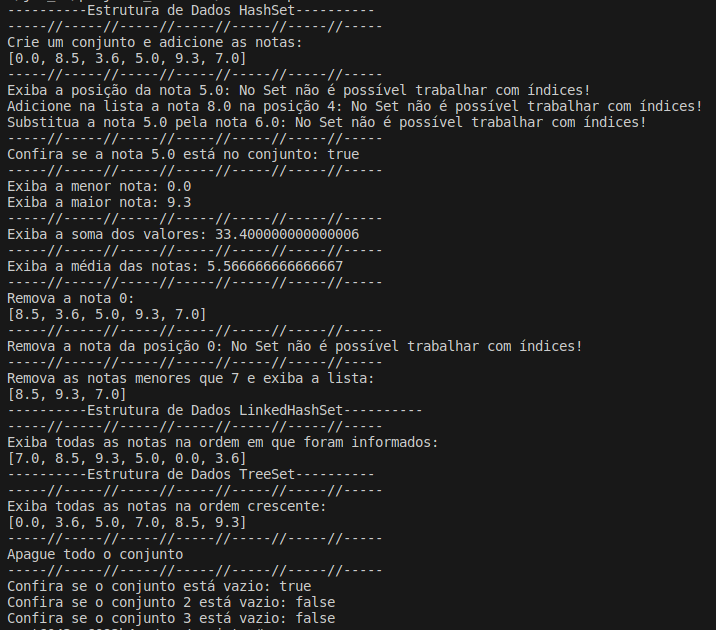 ----------Estrutura de Dados HashSet----------
-----//-----//-----//-----//-----//-----//-----
Crie um conjunto e adicione as notas:
[0.0, 8.5, 3.6, 5.0, 9.3, 7.0]
-----//-----//-----//-----//-----//-----//-----
Exiba a posição da nota 5.0: No Set não é possível trabalhar com índices!
Adicione na lista a nota 8.0 na posição 4: No Set não é possível trabalhar com índices!
Substitua a nota 5.0 pela nota 6.0: No Set não é possível trabalhar com índices!
-----//-----//-----//-----//-----//-----//-----
Confira se a nota 5.0 está no conjunto: true
-----//-----//-----//-----//-----//-----//-----
Exiba a menor nota: 0.0
Exiba a maior nota: 9.3
-----//-----//-----//-----//-----//-----//-----
Exiba a soma dos valores: 33.400000000000006
-----//-----//-----//-----//-----//-----//-----
Exiba a média das notas: 5.566666666666667
-----//-----//-----//-----//-----//-----//-----
Remova a nota 0:
[8.5, 3.6, 5.0, 9.3, 7.0]
-----//-----//-----//-----//-----//-----//-----
Remova a nota da posição 0: No Set não é possível trabalhar com índices!
-----//-----//-----//-----//-----//-----//-----
Remova as notas menores que 7 e exiba a lista:
[8.5, 9.3, 7.0]
----------Estrutura de Dados LinkedHashSet----------
-----//-----//-----//-----//-----//-----//-----
Exiba todas as notas na ordem em que foram informados:
[7.0, 8.5, 9.3, 5.0, 0.0, 3.6]
----------Estrutura de Dados TreeSet----------
-----//-----//-----//-----//-----//-----//-----
Exiba todas as notas na ordem crescente:
[0.0, 3.6, 5.0, 7.0, 8.5, 9.3]
-----//-----//-----//-----//-----//-----//-----
Apague todo o conjunto
-----//-----//-----//-----//-----//-----//-----
Confira se o conjunto está vazio: true
Confira se o conjunto 2 está vazio: false
Confira se o conjunto 3 está vazio: false